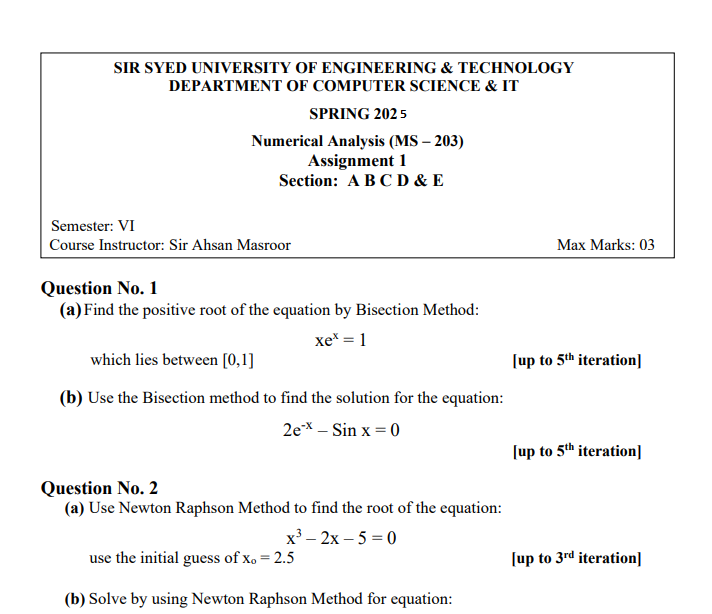 SIR SYED UNIVERSITY OF ENGINEERING & TECHNOLOGY
DEPARTMENT OF COMPUTER SCIENCE & IT
SPRING 2025
Numerical Analysis (MS – 203)
Assignment 1
Section: A B C D & E
Semester: VI
Course Instructor: Sir Ahsan Masroor Max Marks: 03
Question No. 1
(a) Find the positive root of the equation by Bisection Method:
xeˣ = 1
which lies between [0,1] [up to 5ᵗʰ iteration]
(b) Use the Bisection method to find the solution for the equation:
2e⁻ˣ – Sin x = 0
[up to 5ᵗʰ iteration]
Question No. 2
(a) Use Newton Raphson Method to find the root of the equation:
x³ – 2x – 5 = 0
use the initial guess of xₒ = 2.5 [up to 3ʳᵈ iteration]
(b) Solve by using Newton Raphson Method for equation: